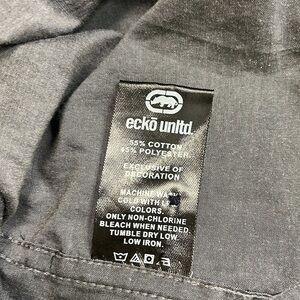 eckō unltd.
55% COTTON
45% POLYESTER.
EXCLUSIVE OF
DECORATION
MACHINE
COLD WITH
COLORS.
ONLY NON-CHLORINE
BLEACH WHEN NEEDED.
TUMBLE DRY LOW
LOW IRON.